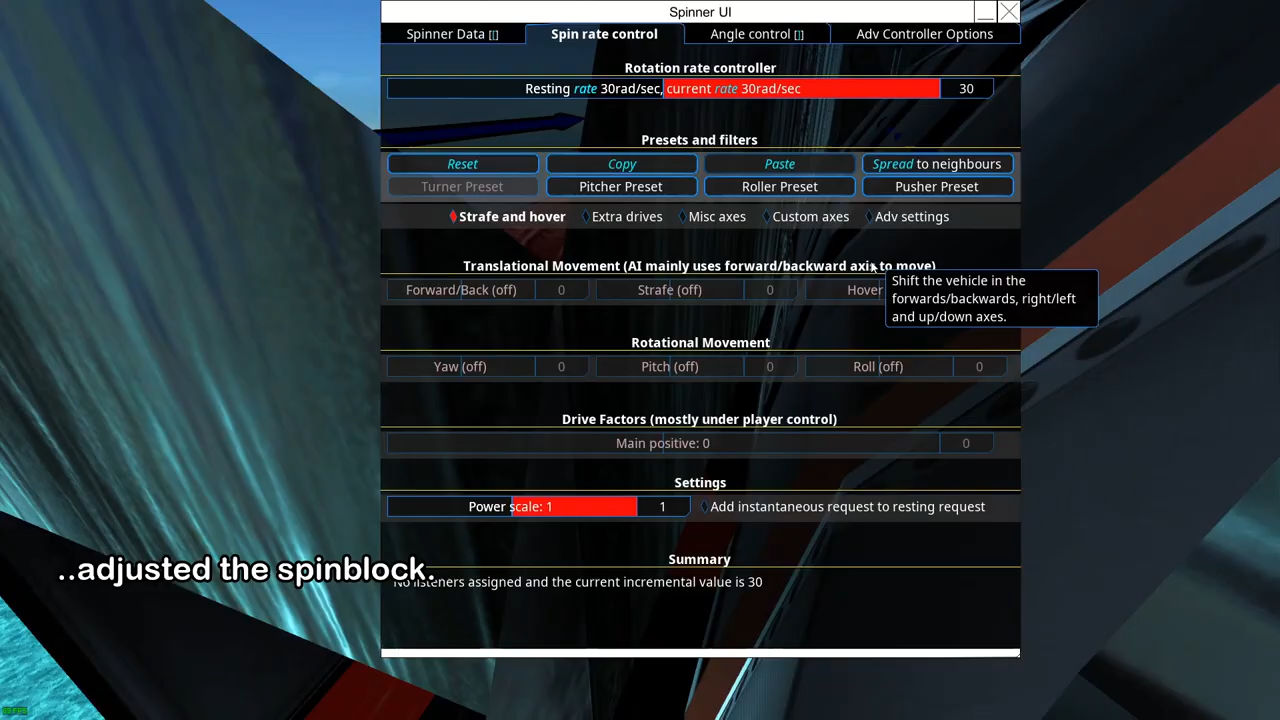 Spinner UI
Spinner Data []
Spin rate control
Angle control []
Adv Controller Options
Rotation rate controller
Resting rate 30rad/sec, current rate 30rad/sec
30
Presets and filters
Reset
Copy
Paste
Spread to neighbours
Turner Preset
Pitcher Preset
Roller Preset
Pusher Preset
Strafe and hover
Extra drives
Misc axes
Custom axes
Adv settings
Translational Movement (AI mainly uses forward/backward axis to move)
Forward/Back (off)
0
Strafe (off)
0
Hover
Shift the vehicle in the
forwards/backwards, right/left
and up/down axes.
Rotational Movement
Yaw (off)
0
Pitch (off)
0
Roll (off)
0
Drive Factors (mostly under player control)
Main positive: 0
0
Settings
Power scale: 1
1
Add instantaneous request to resting request
Summary
..adjusted the spinblock.
No listeners assigned and the current incremental value is 30